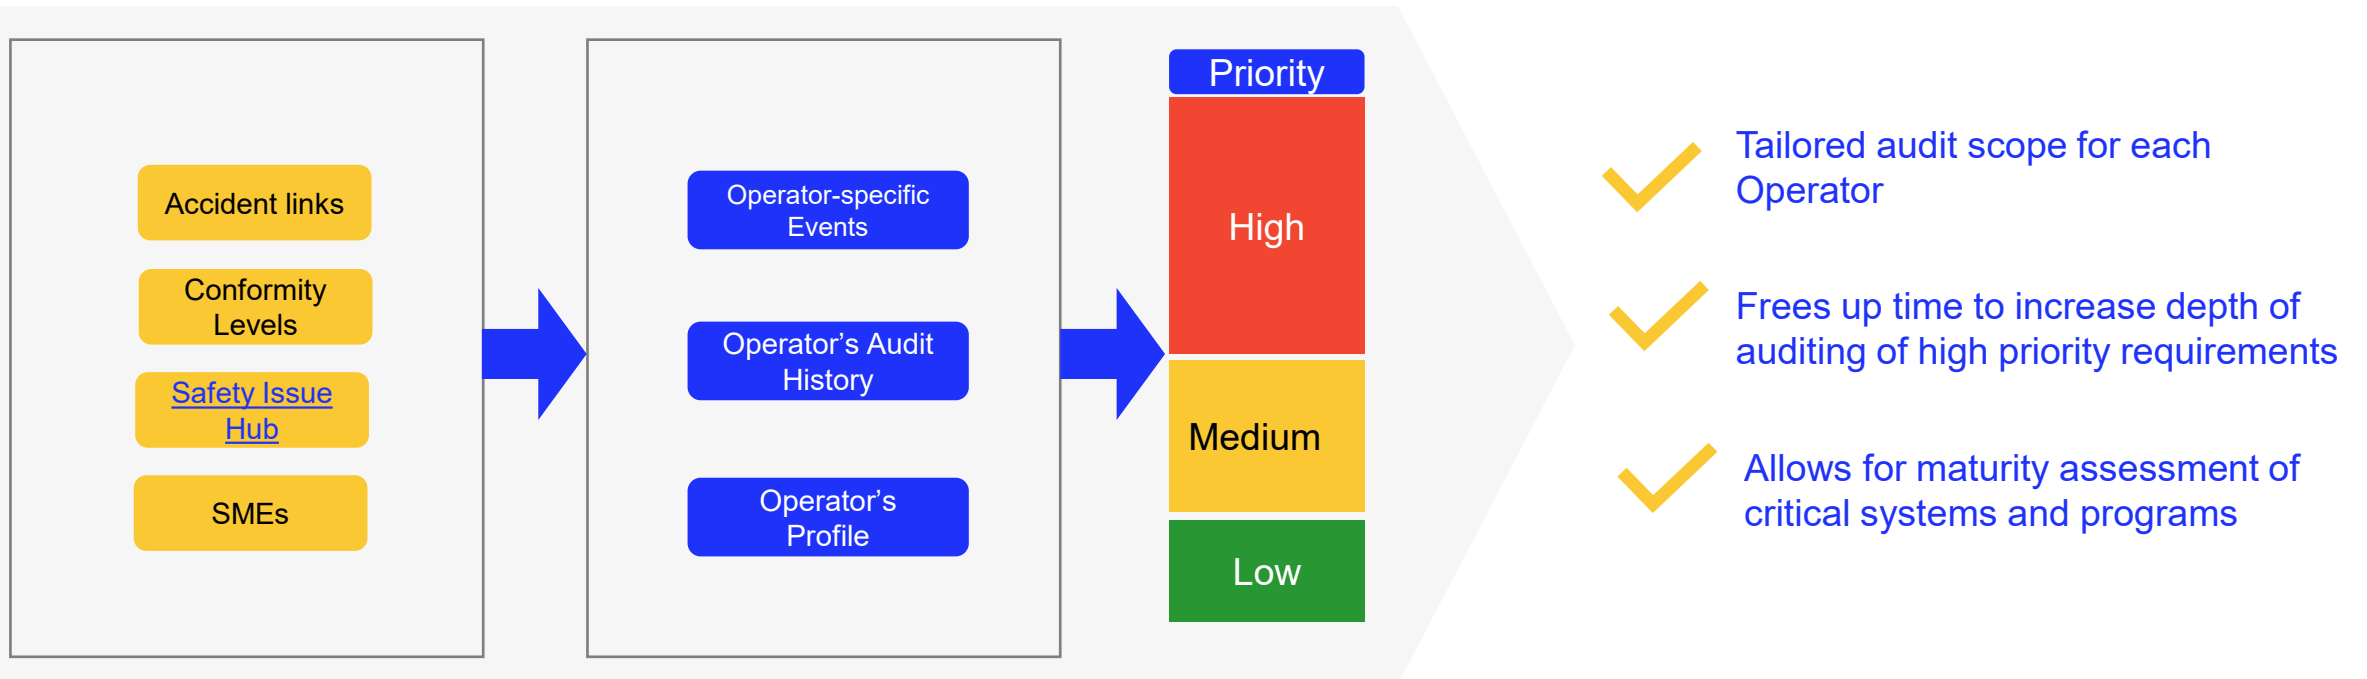 Accident links
Conformity
Levels
Safety Issue
Hub
SMEs
Operator-specific
Events
Operator’s Audit
History
Operator’s
Profile
Priority
High
Medium
Low
Tailored audit scope for each
Operator
Frees up time to increase depth of
auditing of high priority requirements
Allows for maturity assessment of
critical systems and programs